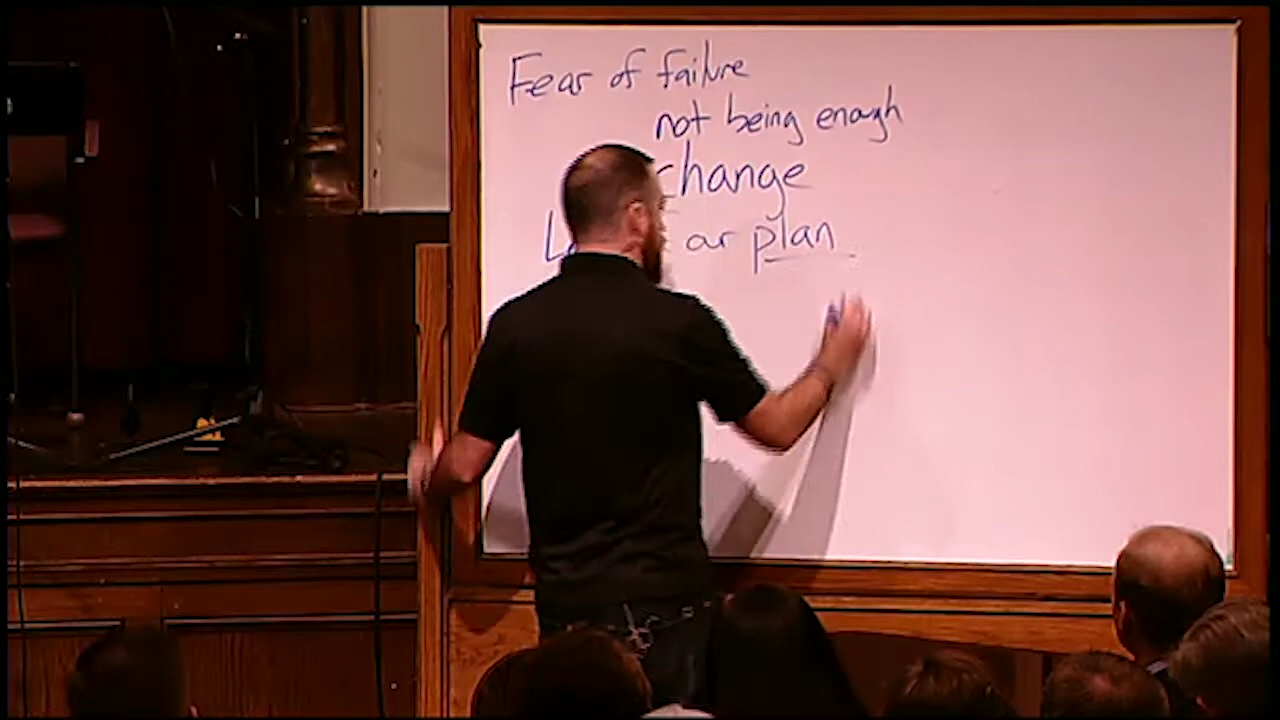 Fear of failure
not being enough
change
our plan